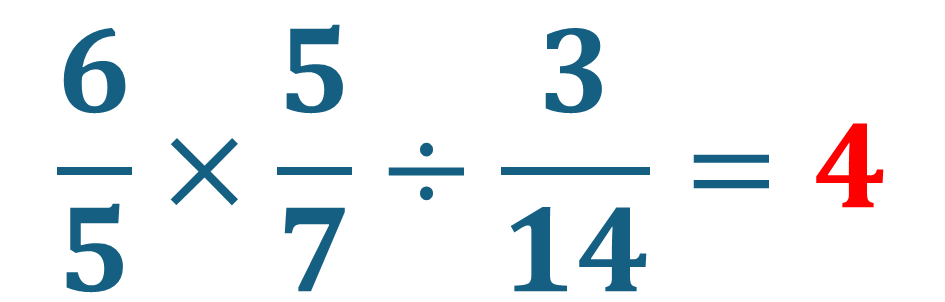 6/5 × 5/7 ÷ 3/14 = 4